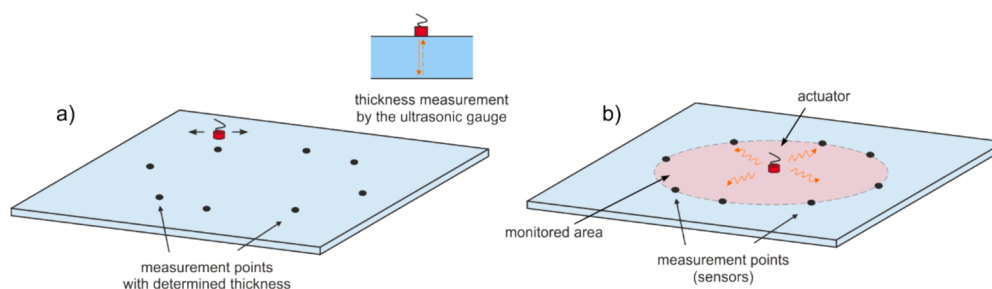 a)
thickness measurement
by the ultrasonic gauge
measurement points
with determined thickness
b)
actuator
monitored area
measurement points
(sensors)